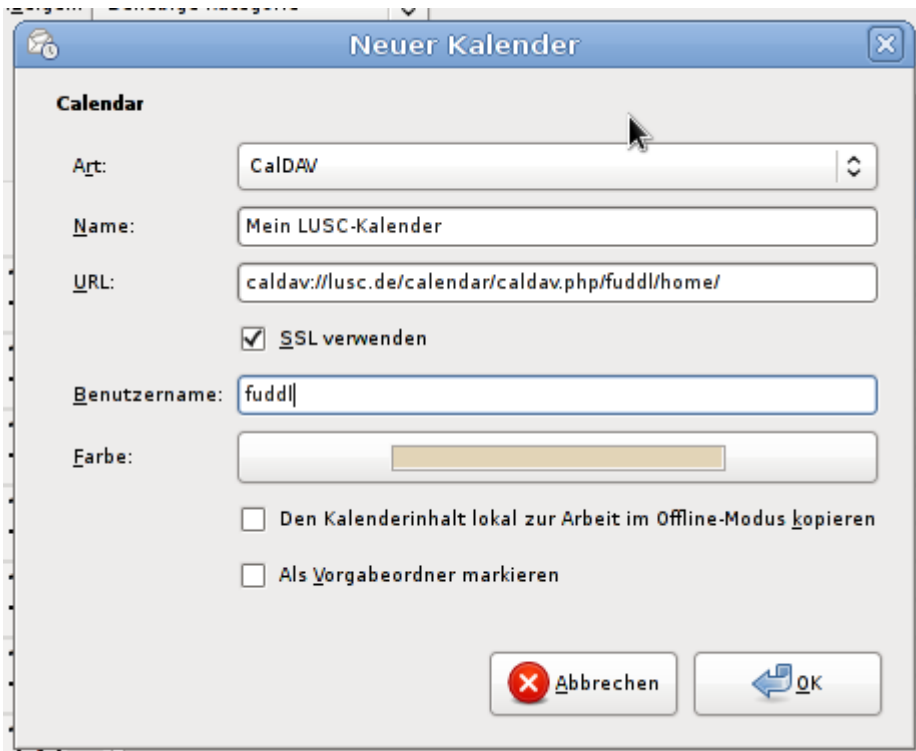 Neuer Kalender
Calendar
Art: CalDAV
Name: Mein LUSC-Kalender
URL: caldav://lusc.de/calendar/caldav.php/fuddl/home/
SSL verwenden
Benutzername: fuddl
Farbe:
Den Kalenderinhalt lokal zur Arbeit im Offline-Modus kopieren
Als Vorgabeordner markieren
Abbrechen OK